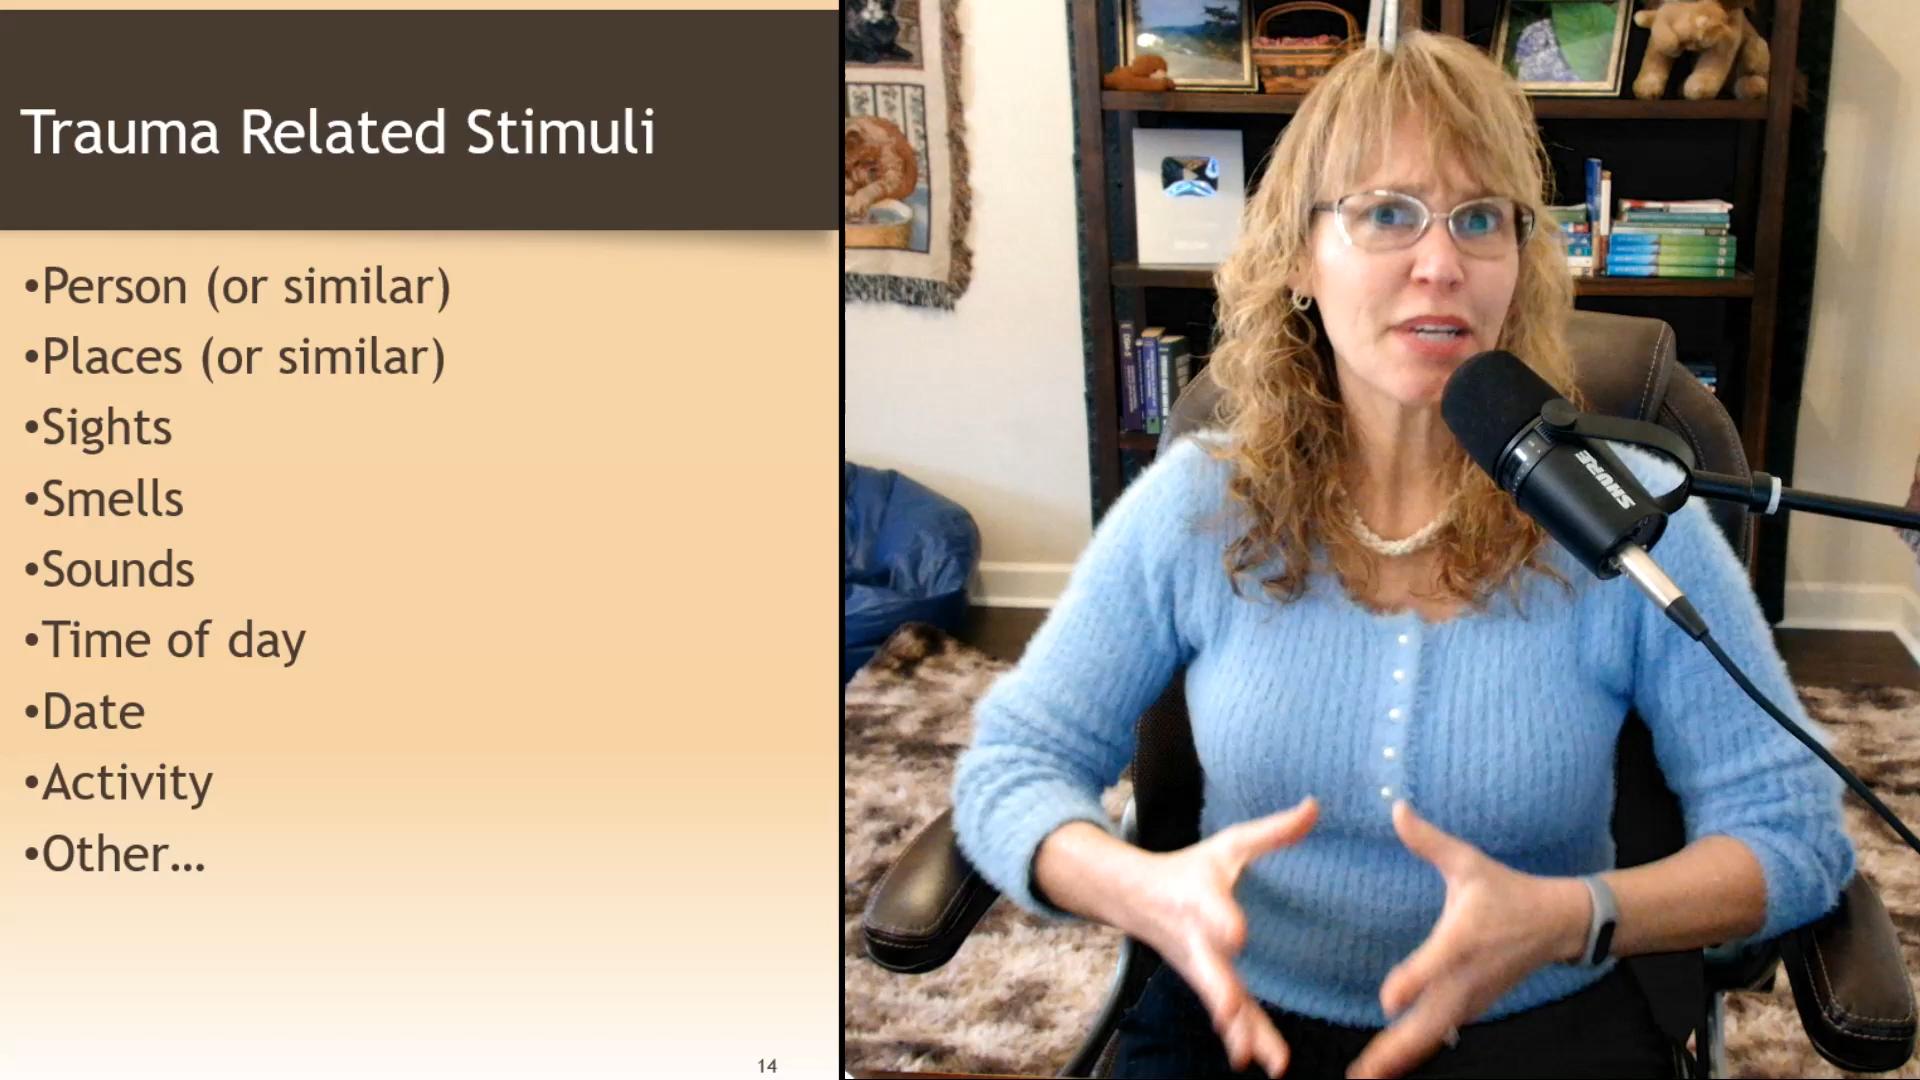 Trauma Related Stimuli
•Person (or similar)
•Places (or similar)
•Sights
•Smells
•Sounds
•Time of day
•Date
•Activity
•Other…
14
SHURE